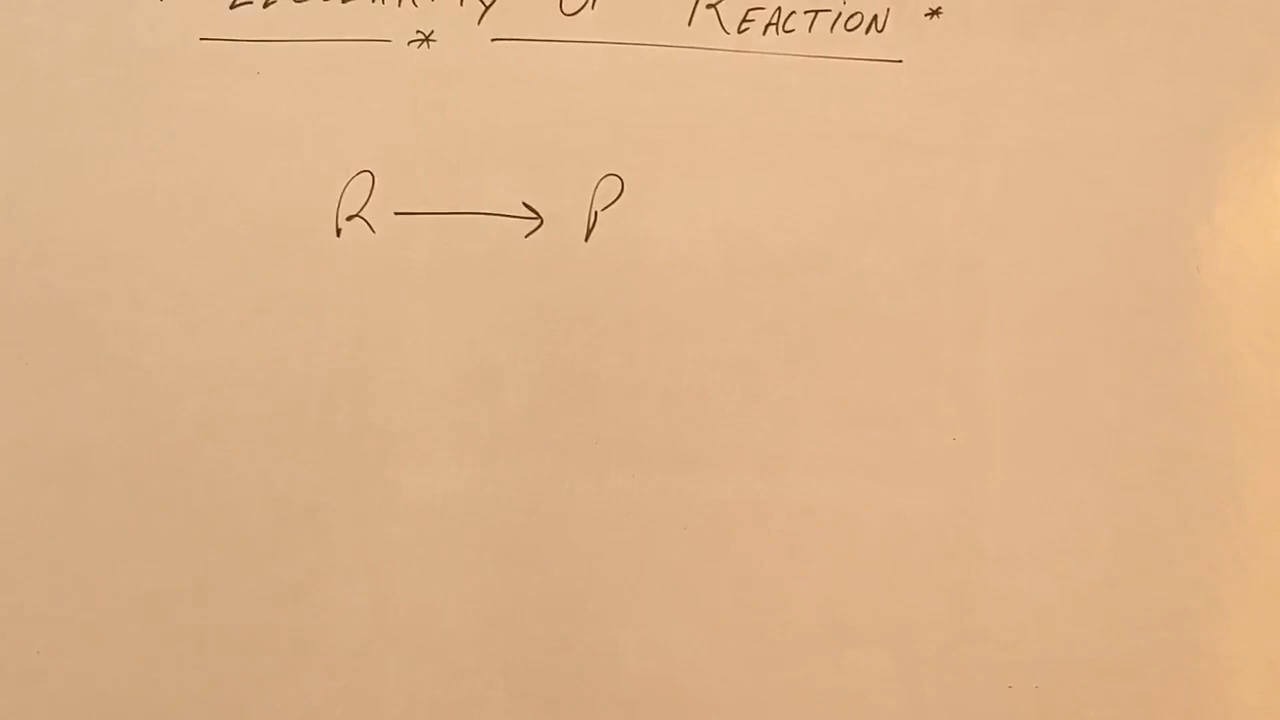 REACTION *
*
R → P